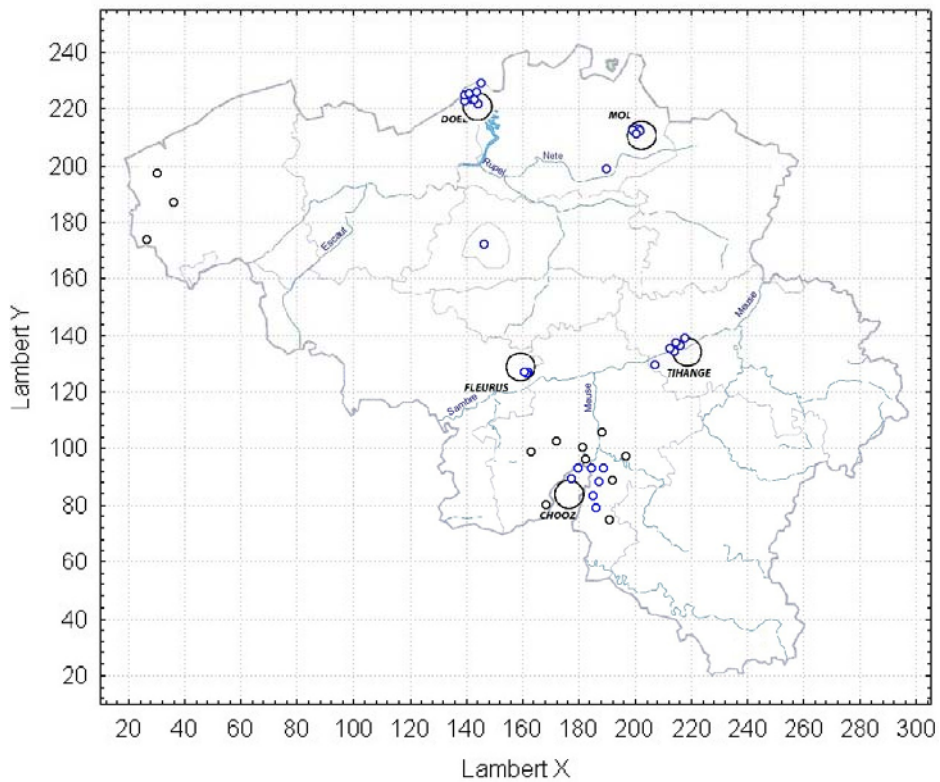 240
220
200
180
160
140
120
100
80
60
40
20
Lambert Y
DOEL
MOL
Rupel
Nete
Escaut
Meuse
TIHANGE
FLEURUS
Sambre
Meuse
CHOOZ
20 40 60 80 100 120 140 160 180 200 220 240 260 280 300
Lambert X